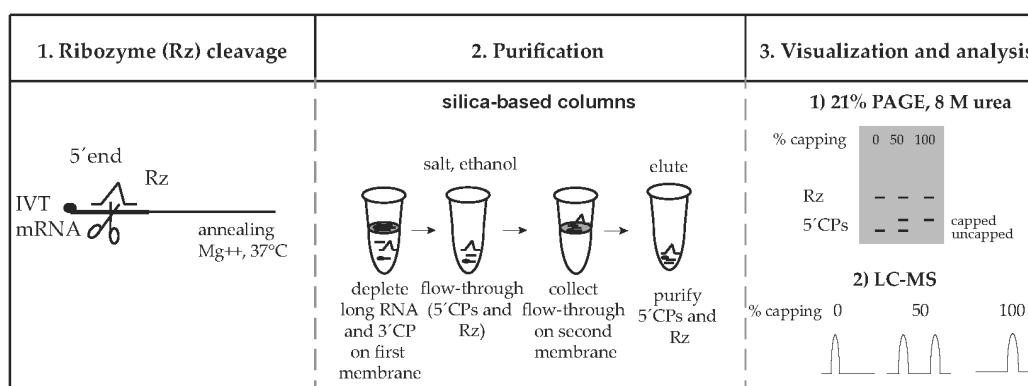 1. Ribozyme (Rz) cleavage
2. Purification
3. Visualization and analysis
5´end
Rz
IVT
mRNA
annealing
Mg++, 37°C
silica-based columns
salt, ethanol
elute
deplete
long RNA
and 3´CP
on first
membrane
flow-through
(5´CPs and
Rz)
collect
flow-through
on second
membrane
purify
5´CPs and
Rz
1) 21% PAGE, 8 M urea
% capping 0 50 100
Rz
5´CPs
capped
uncapped
2) LC-MS
% capping 0 50 100